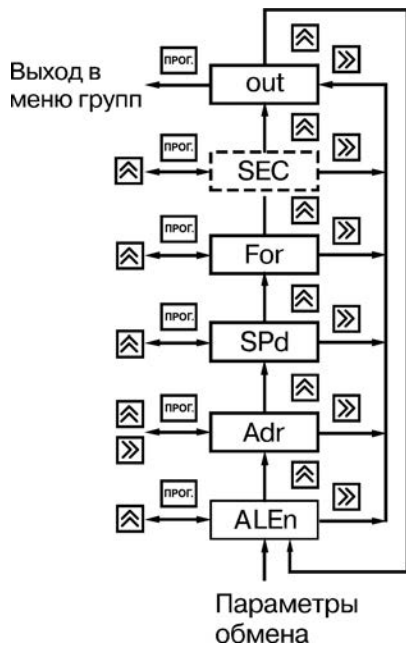 ПРОГ.
Выход в
меню групп
out
ПРОГ.
SEC
ПРОГ.
For
ПРОГ.
SPd
ПРОГ.
Adr
ПРОГ.
ALEn
Параметры
обмена